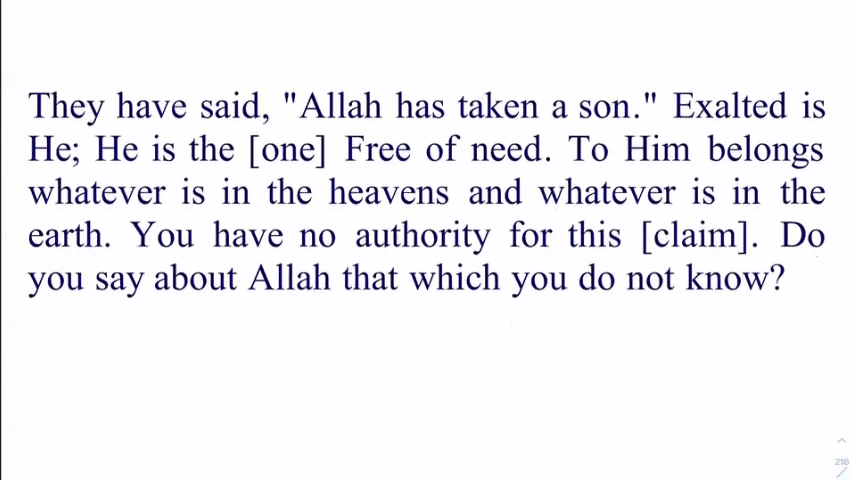 They have said, "Allah has taken a son." Exalted is
He; He is the [one] Free of need. To Him belongs
whatever is in the heavens and whatever is in the
earth. You have no authority for this [claim]. Do
you say about Allah that which you do not know?
216